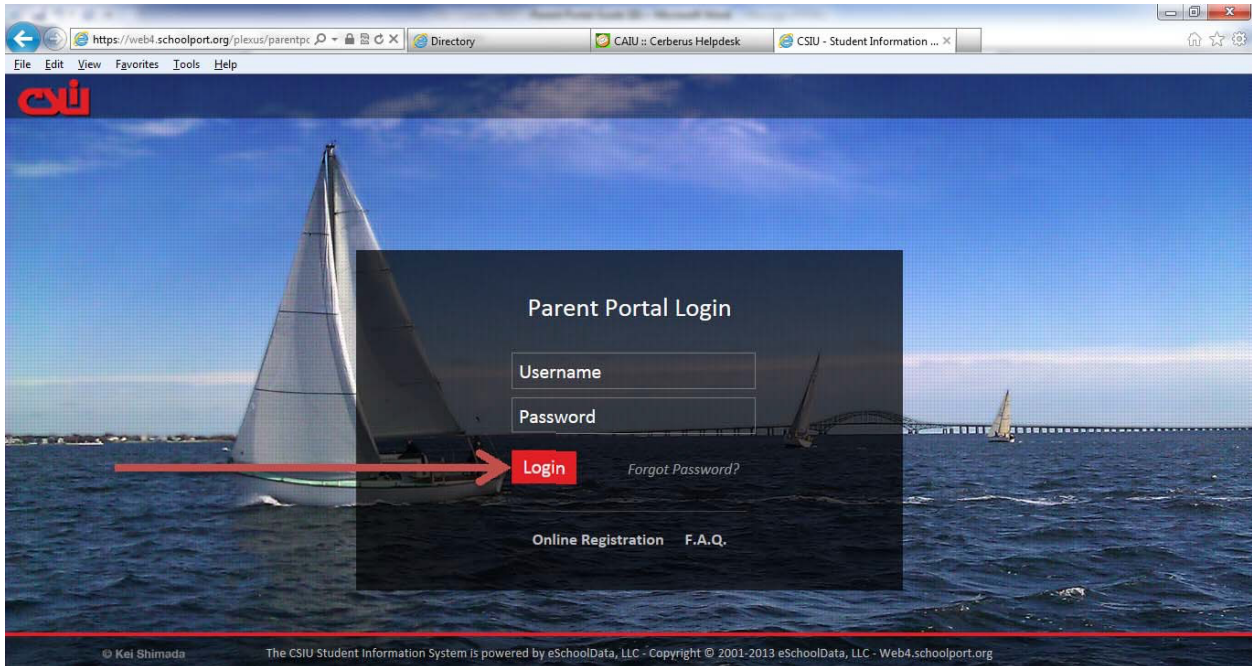 https://web4.schoolport.org/plexus/parentpc
Directory
CAIU :: Cerberus Helpdesk
CSIU - Student Information ...
File Edit View Favorites Tools Help
Parent Portal Login
Username
Password
Login Forgot Password?
Online Registration F.A.Q.
© Kei Shimada
The CSIU Student Information System is powered by eSchoolData, LLC - Copyright © 2001-2013 eSchoolData, LLC - Web4.schoolport.org